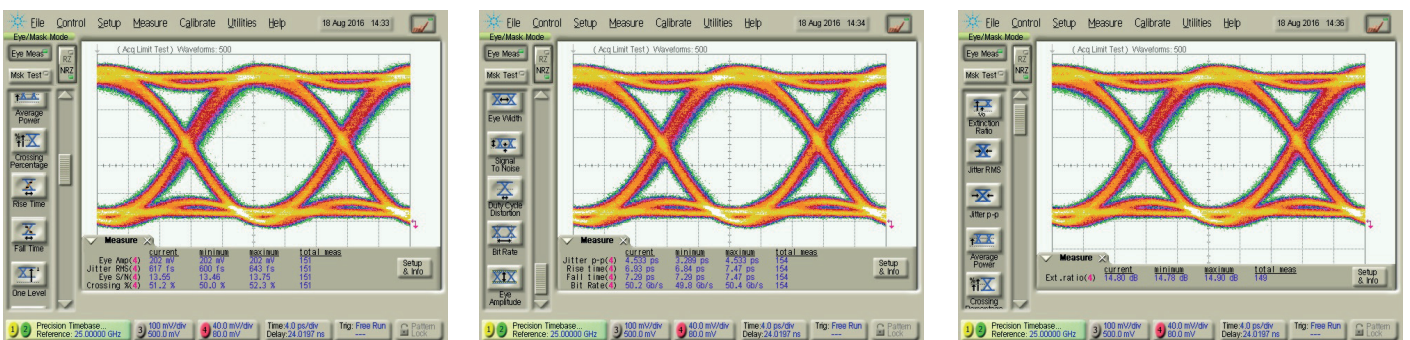 File Control Setup Measure Calibrate Utilities Help 18 Aug 2016 14:33
Eye/Mask Mode
Eye Meas
Msk Test
RZ
NRZ
( Acq Limit Test ) Waveforms: 500
Average
Power
Crossing
Percentage
Rise Time
Fall Time
One Level
Measure
current minimum maximum total meas
Eye Amp(4) 202 mV 202 mV 202 mV 151
Jitter RMS(4) 617 fs 600 fs 643 fs 151
Eye S/N(4) 13.55 13.46 13.75 151
Crossing %(4) 51.2 % 50.0 % 52.3 % 151
Setup
& Info
1 2 Precision Timebase...
Reference: 25.00000 GHz
3 100 mV/div
500.0 mV
4 40.0 mV/div
80.0 mV
Time:4.0 ps/div
Delay:24.0197 ns
Trig: Free Run
---
Pattern
Lock
File Control Setup Measure Calibrate Utilities Help 18 Aug 2016 14:34
Eye/Mask Mode
Eye Meas
Msk Test
RZ
NRZ
( Acq Limit Test ) Waveforms: 500
Eye Width
Signal
To Noise
Duty Cycle
Distortion
Bit Rate
Eye
Amplitude
Measure
current minimum maximum total meas
Jitter p-p(4) 4.533 ps 3.289 ps 4.533 ps 154
Rise time(4) 6.93 ps 6.84 ps 7.47 ps 154
Fall time(4) 7.29 ps 7.29 ps 7.47 ps 154
Bit Rate(4) 50.2 Gb/s 49.8 Gb/s 50.4 Gb/s 154
Setup
& Info
1 2 Precision Timebase...
Reference: 25.00000 GHz
3 100 mV/div
500.0 mV
4 40.0 mV/div
80.0 mV
Time:4.0 ps/div
Delay:24.0197 ns
Trig: Free Run
---
Pattern
Lock
File Control Setup Measure Calibrate Utilities Help 18 Aug 2016 14:36
Eye/Mask Mode
Eye Meas
Msk Test
RZ
NRZ
( Acq Limit Test ) Waveforms: 500
Extinction
Ratio
Jitter RMS
Jitter p-p
Average
Power
Crossing
Measure
current minimum maximum total meas
Ext.ratio(4) 14.80 dB 14.78 dB 14.90 dB 149
Setup
& Info
1 2 Precision Timebase...
Reference: 25.00000 GHz
3 100 mV/div
500.0 mV
4 40.0 mV/div
80.0 mV
Time:4.0 ps/div
Delay:24.0197 ns
Trig: Free Run
---
Pattern
Lock